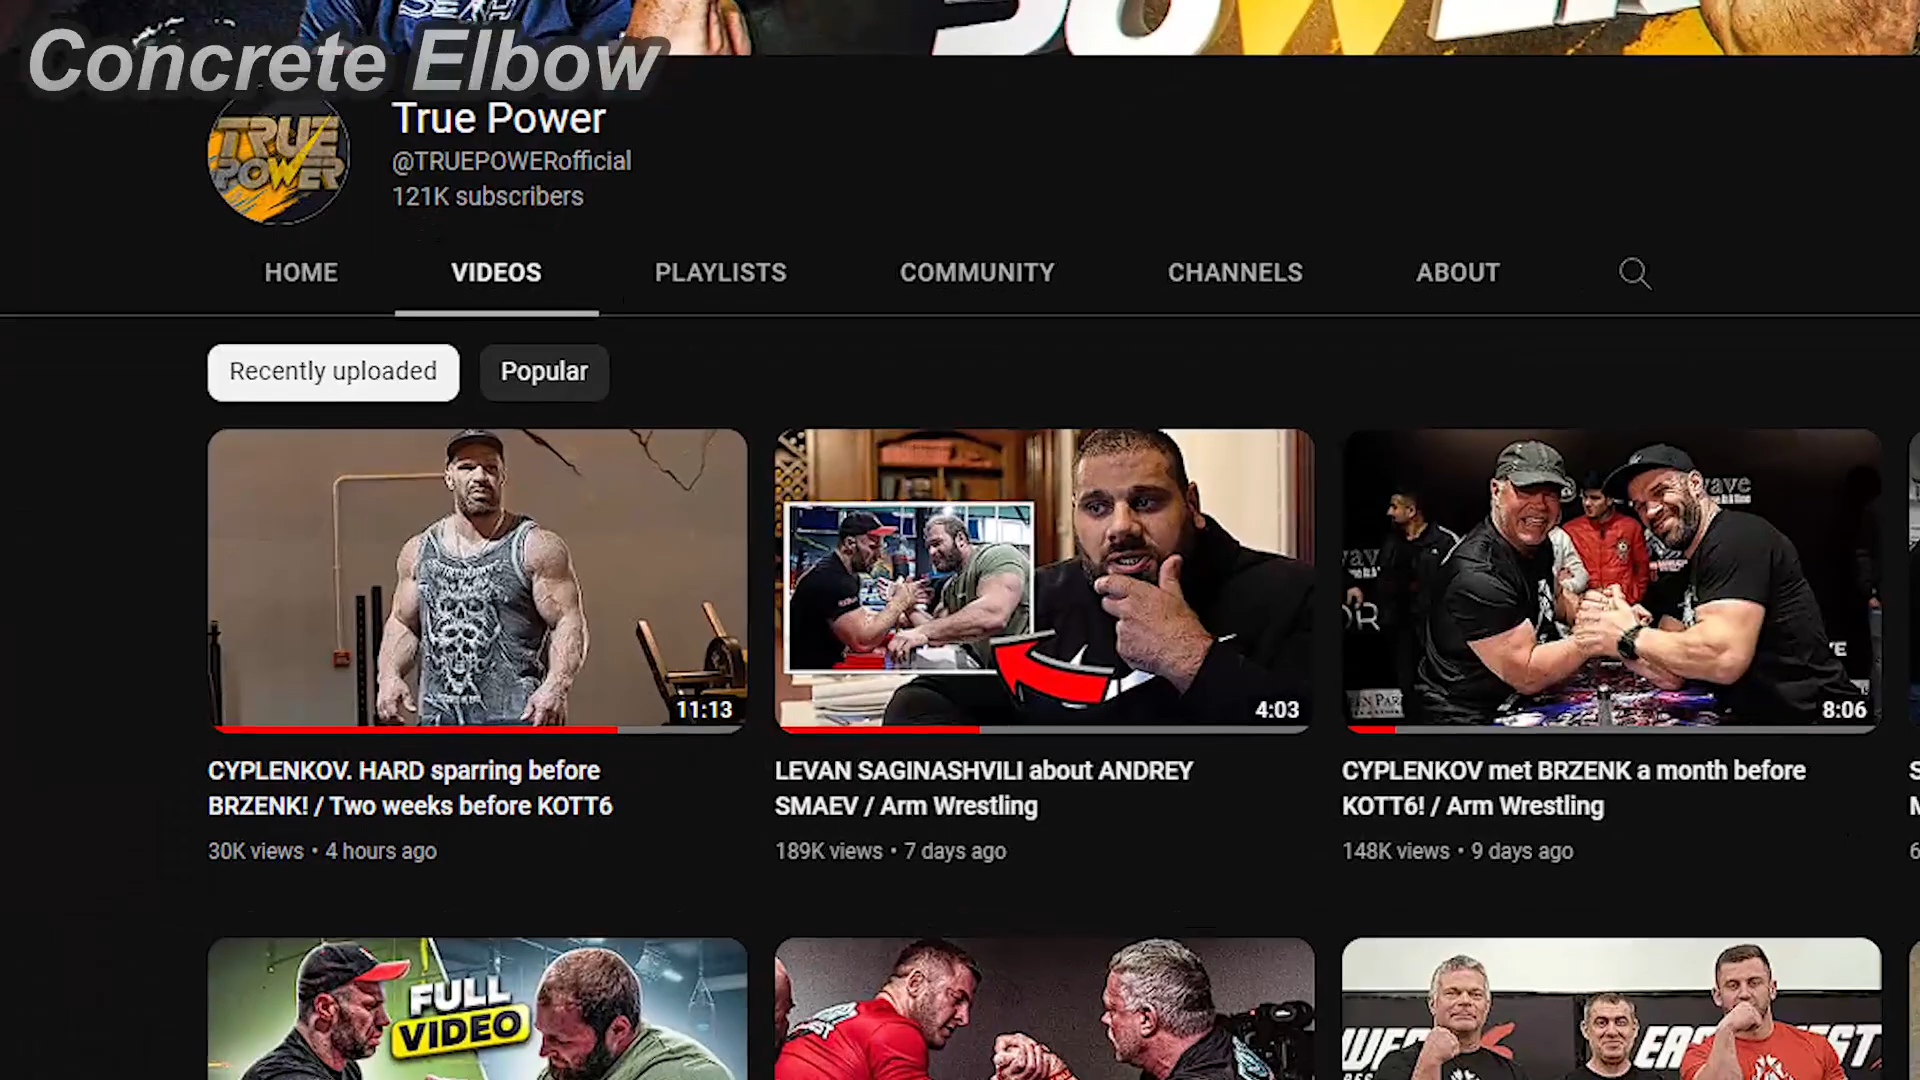 Concrete Elbow
True Power
@TRUEPOWERofficial
121K subscribers
TRUE
POWER
HOME
VIDEOS
PLAYLISTS
COMMUNITY
CHANNELS
ABOUT
Recently uploaded
Popular
11:13
4:03
8:06
CYPLENKOV. HARD sparring before
BRZENK! / Two weeks before KOTT6
30K views • 4 hours ago
LEVAN SAGINASHVILI about ANDREY
SMAEV / Arm Wrestling
189K views • 7 days ago
CYPLENKOV met BRZENK a month before
KOTT6! / Arm Wrestling
148K views • 9 days ago
FULL
VIDEO